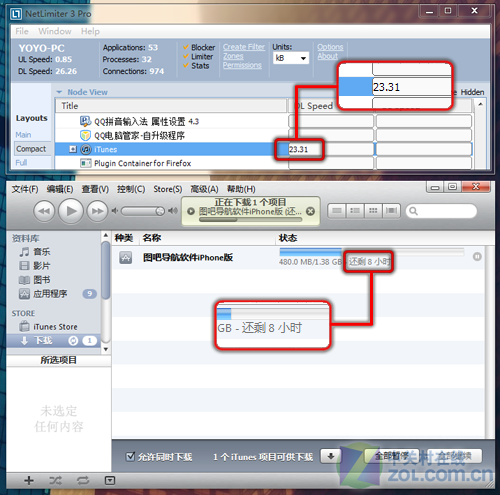 NetLimiter 3 Pro
File Window Help
YOYO-PC
UL Speed: 0.78
DL Speed: 26.26
Applications: 53
Processes: 32
Connections: 974
Blocker
Limiter
Stats
Create Filter
Zones
Permissions
Units:
kB
Options
About
Node View
Hidden
Layouts
Main
Compact
Full
Title
DL Speed
QQ拼音输入法 属性设置 4.3
QQ电脑管家-自升级程序
iTunes
23.31
Plugin Container for Firefox
23.31
文件(F) 编辑(E) 查看(V) 控制(C) Store(S) 高级(A) 帮助(H)
正在下载 1 个项目
图吧导航软件iPhone版 (还...
资料库
音乐
影片
图书
应用程序 9
STORE
iTunes Store
下载 1
所选项目
未选定
任何内容
种类 名称 状态
图吧导航软件iPhone版
480.0 MB/1.38 GB - 还剩 8 小时
GB - 还剩 8 小时
允许同时下载
1 个 iTunes 项目可供下载
全部暂停
中关村在线
zol.com.cn